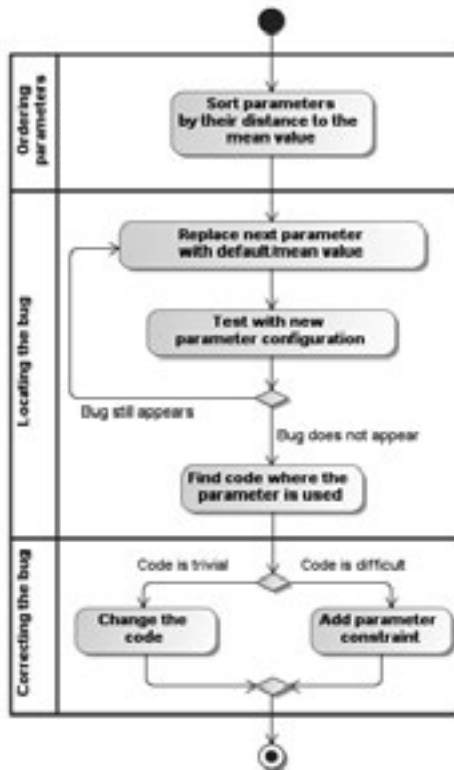 Ordering
parameters
Sort parameters
by their distance to the
mean value
Locating the bug
Replace next parameter
with default/mean value
Test with new
parameter configuration
Bug still appears
Bug does not appear
Find code where the
parameter is used
Correcting the bug
Code is trivial
Code is difficult
Change the
code
Add parameter
constraint